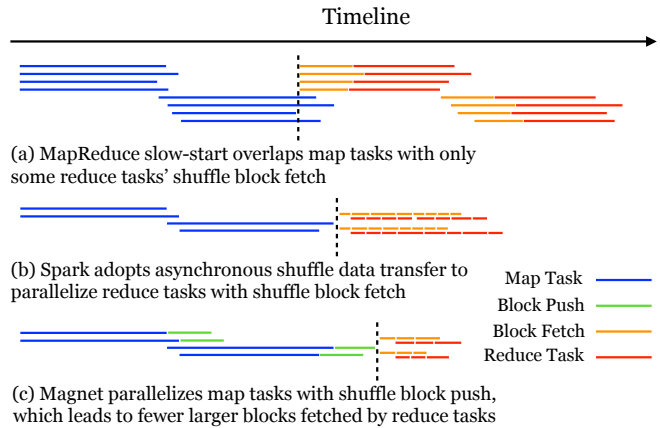 Timeline
(a) MapReduce slow-start overlaps map tasks with only
some reduce tasks’ shuffle block fetch
(b) Spark adopts asynchronous shuffle data transfer to
parallelize reduce tasks with shuffle block fetch
Map Task
Block Push
Block Fetch
Reduce Task
(c) Magnet parallelizes map tasks with shuffle block push,
which leads to fewer larger blocks fetched by reduce tasks